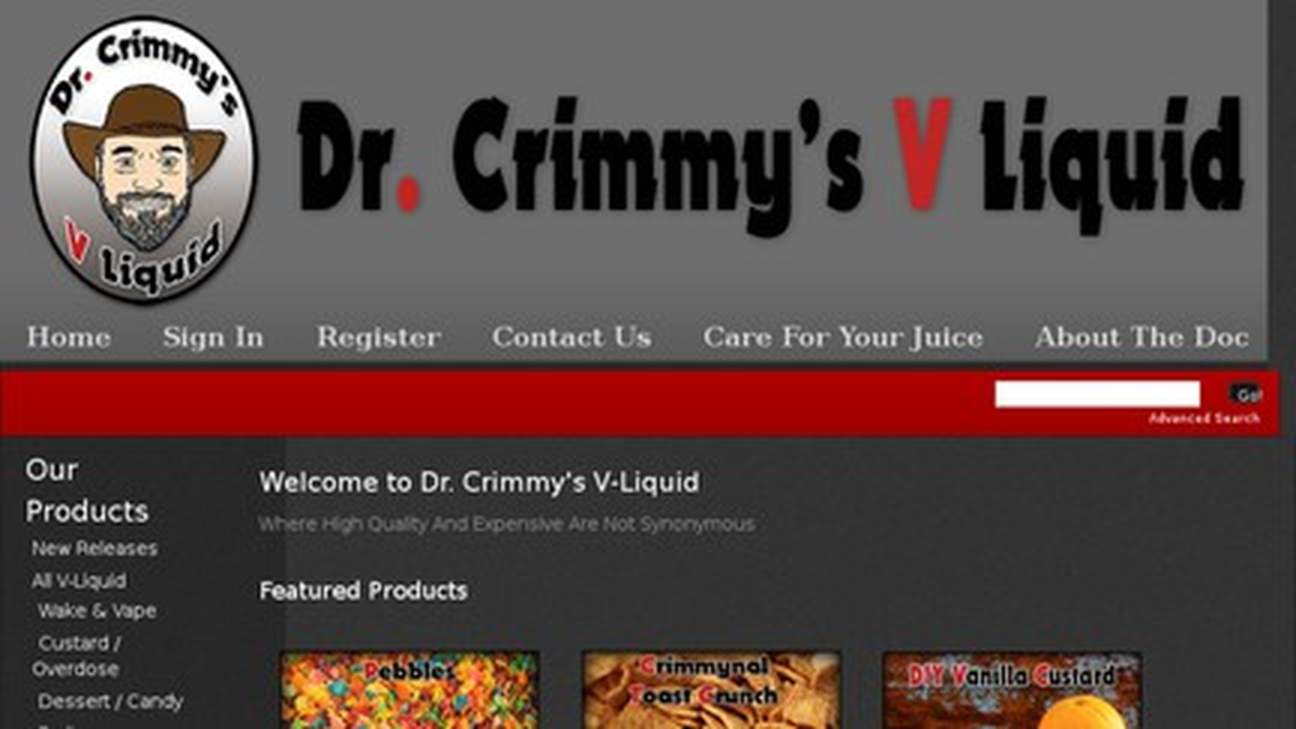 Dr. Crimmy's
V Liquid
Dr. Crimmy's V Liquid
Home Sign In Register Contact Us Care For Your Juice About The Doc
Go!
Advanced Search
Our
Products
New Releases
All V-Liquid
Wake & Vape
Custard /
Overdose
Dessert / Candy
Welcome to Dr. Crimmy's V-Liquid
Where High Quality And Expensive Are Not Synonymous
Featured Products
Pebbles
Crimmynal
Toast Crunch
DIY Vanilla Custard